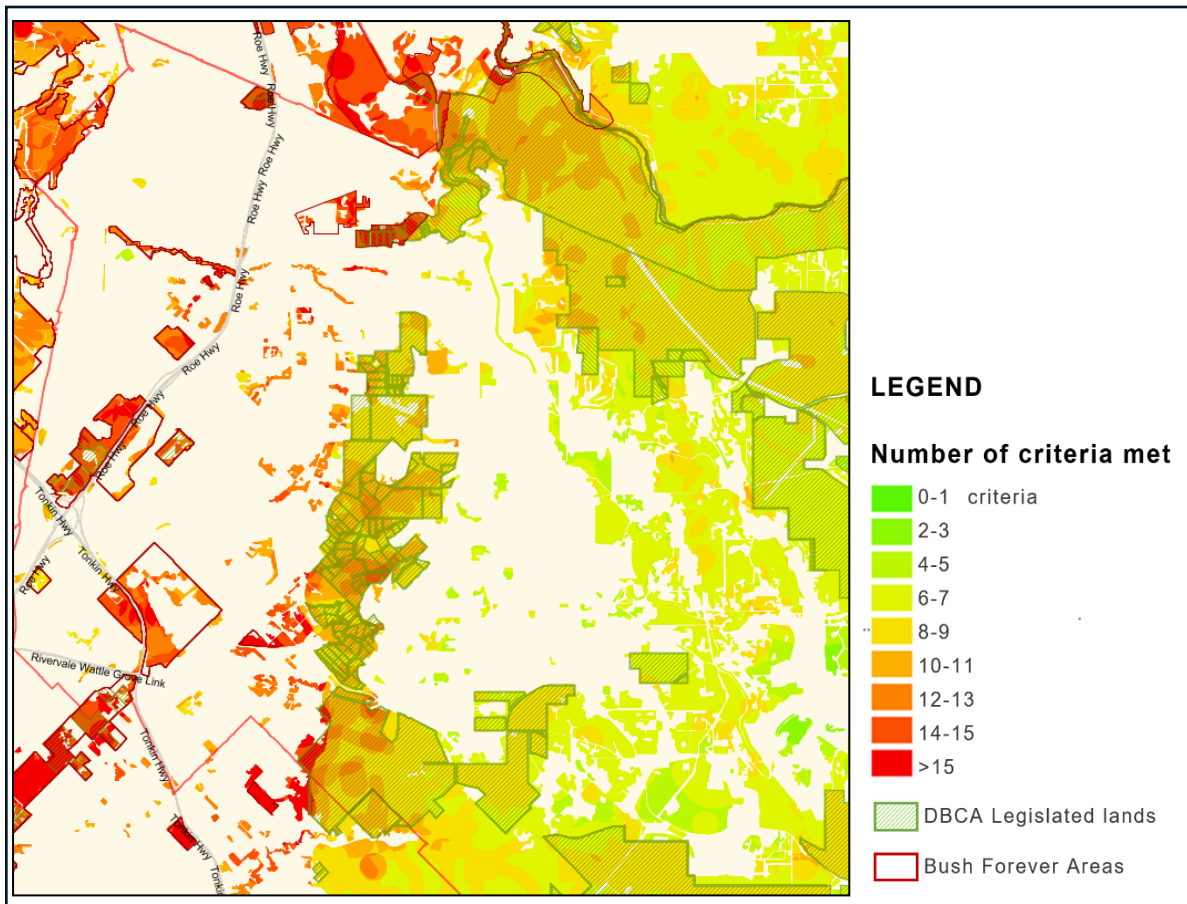 Roe Hwy
Roe Hwy
Roe Hwy
Roe Hwy
Roe Hwy
Roe Hwy
Roe Hwy
Roe Hwy
Tonkin Hwy
Tonkin Hwy
Roe Hwy
Rivervale Wattle Grove Link
Tonkin Hwy
Tonkin Hwy
Tonkin
LEGEND
Number of criteria met
0-1 criteria
2-3
4-5
6-7
8-9
10-11
12-13
14-15
>15
DBCA Legislated lands
Bush Forever Areas